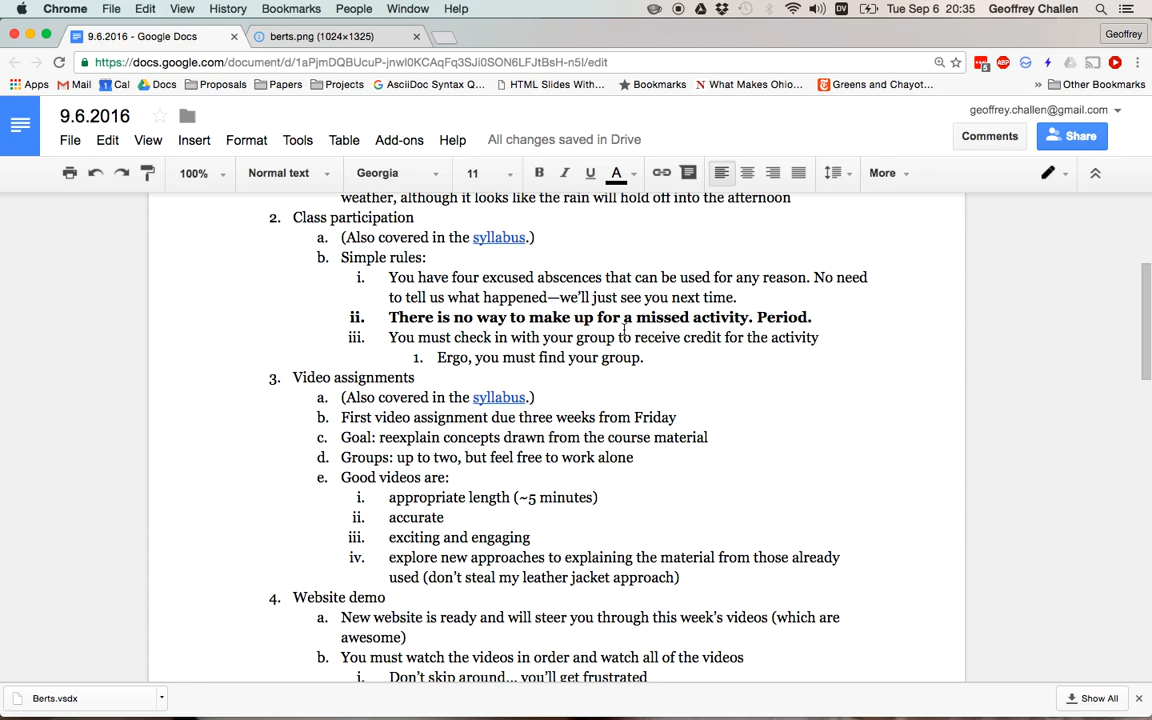 Chrome File Edit View History Bookmarks People Window Help DV Tue Sep 6 20:35 Geoffrey Challen
9.6.2016 - Google Docs berts.png (1024×1325) Geoffrey
https://docs.google.com/document/d/1aPjmDQBUcuP-jnwl0KCAqFq3SJi0SON6LFJtBsH-n5I/edit
Apps Mail Cal Docs Proposals Papers Projects AsciiDoc Syntax Q... HTML Slides With... Bookmarks What Makes Ohio... Greens and Chayot... » Other Bookmarks
9.6.2016 geoffrey.challen@gmail.com
File Edit View Insert Format Tools Table Add-ons Help All changes saved in Drive Comments Share
100% Normal text Georgia 11 B I U A More
weather, although it looks like the rain will hold off into the afternoon
2. Class participation
a. (Also covered in the syllabus.)
b. Simple rules:
i. You have four excused abscences that can be used for any reason. No need
to tell us what happened—we'll just see you next time.
ii. There is no way to make up for a missed activity. Period.
iii. You must check in with your group to receive credit for the activity
1. Ergo, you must find your group.
3. Video assignments
a. (Also covered in the syllabus.)
b. First video assignment due three weeks from Friday
c. Goal: reexplain concepts drawn from the course material
d. Groups: up to two, but feel free to work alone
e. Good videos are:
i. appropriate length (~5 minutes)
ii. accurate
iii. exciting and engaging
iv. explore new approaches to explaining the material from those already
used (don't steal my leather jacket approach)
4. Website demo
a. New website is ready and will steer you through this week's videos (which are
awesome)
b. You must watch the videos in order and watch all of the videos
i. Don't skip around... you'll get frustrated
Berts.vsdx Show All